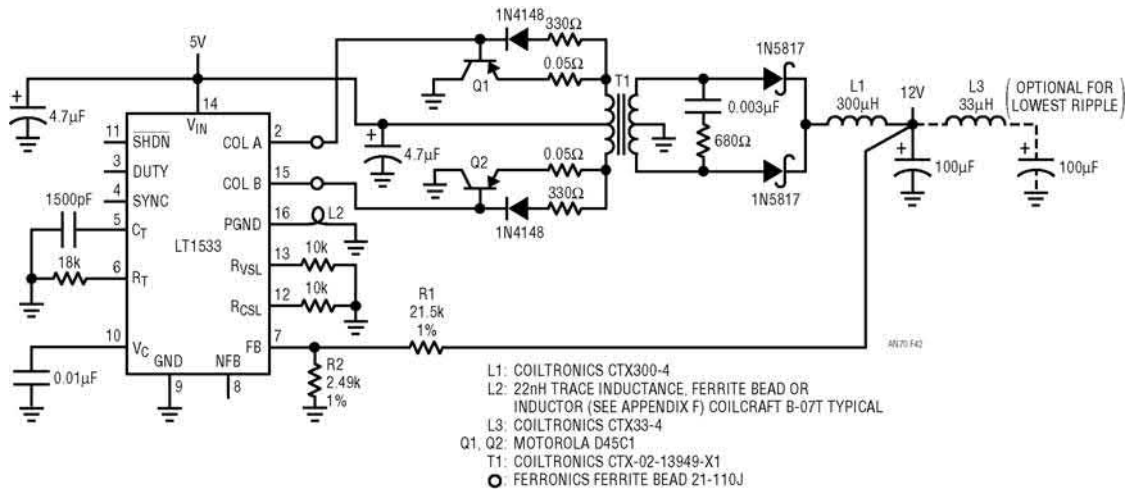 1N4148
330Ω
5V
0.05Ω
T1
1N5817
Q1
L1
300µH
12V
L3
33µH
(OPTIONAL FOR
LOWEST RIPPLE)
+
4.7µF
14
VIN
11
SHDN
2
COL A
+
4.7µF
0.003µF
680Ω
3
DUTY
Q2
0.05Ω
15
COL B
4
SYNC
330Ω
+
100µF
+
100µF
1500pF
5
CT
16
PGND
L2
1N4148
1N5817
LT1533
13
RVSL
10k
18k
6
RT
12
RCSL
10k
R1
21.5k
1%
10
VC
7
FB
AN70 F42
GND
NFB
0.01µF
9
8
R2
2.49k
1%
L1: COILTRONICS CTX300-4
L2: 22nH TRACE INDUCTANCE, FERRITE BEAD OR
INDUCTOR (SEE APPENDIX F) COILCRAFT B-07T TYPICAL
L3: COILTRONICS CTX33-4
Q1, Q2: MOTOROLA D45C1
T1: COILTRONICS CTX-02-13949-X1
: FERRONICS FERRITE BEAD 21-110J